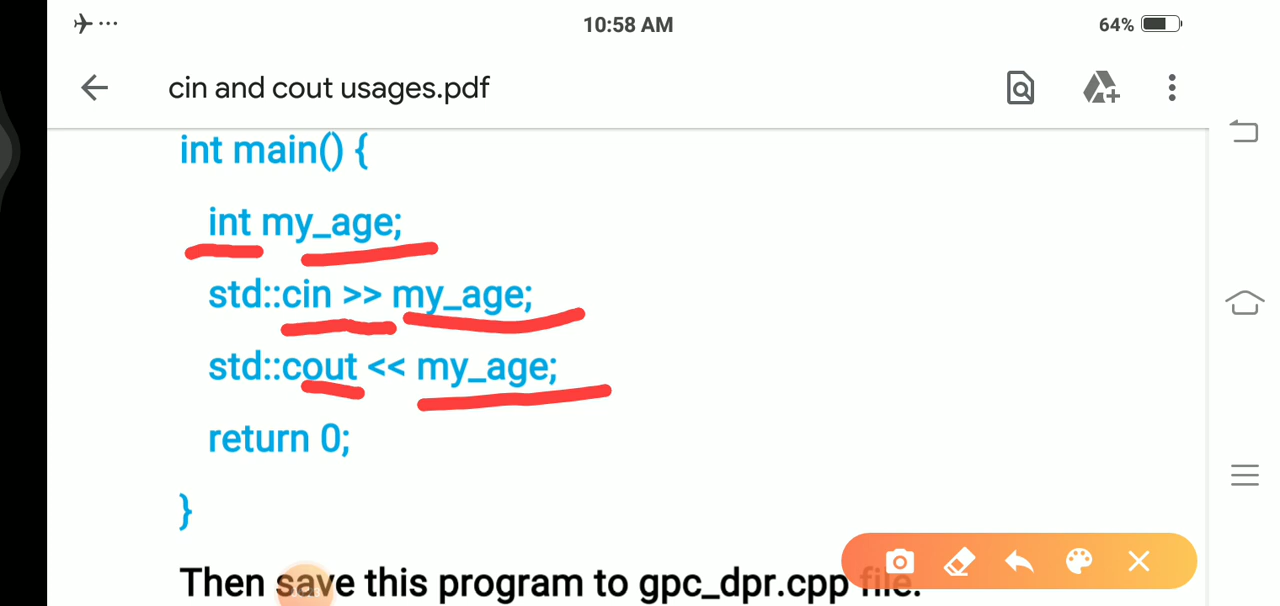 10:58 AM
64%
cin and cout usages.pdf
int main() {
int my_age;
std::cin >> my_age;
std::cout << my_age;
return 0;
}
Then save this program to gpc_dpr.cpp file.